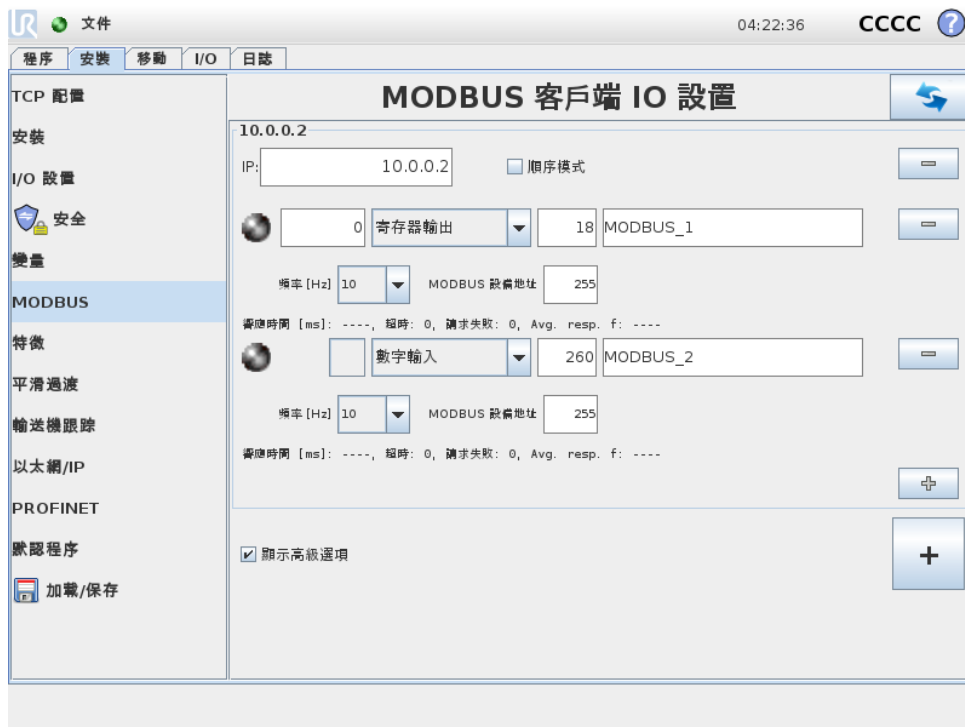 UR 文件 04:22:36 CCCC ?
程序 安裝 移動 I/O 日誌
TCP 配置
安裝
I/O 設置
安全
變量
MODBUS
特徵
平滑過渡
輸送機跟踪
以太網/IP
PROFINET
默認程序
加載/保存
MODBUS 客戶端 IO 設置
10.0.0.2
IP: 10.0.0.2 順序模式
0 寄存器輸出 18 MODBUS_1
頻率 [Hz] 10 MODBUS 設備地址 255
響應時間 [ms]: ----, 超時: 0, 請求失敗: 0, Avg. resp. f: ----
數字輸入 260 MODBUS_2
頻率 [Hz] 10 MODBUS 設備地址 255
響應時間 [ms]: ----, 超時: 0, 請求失敗: 0, Avg. resp. f: ----
顯示高級選項